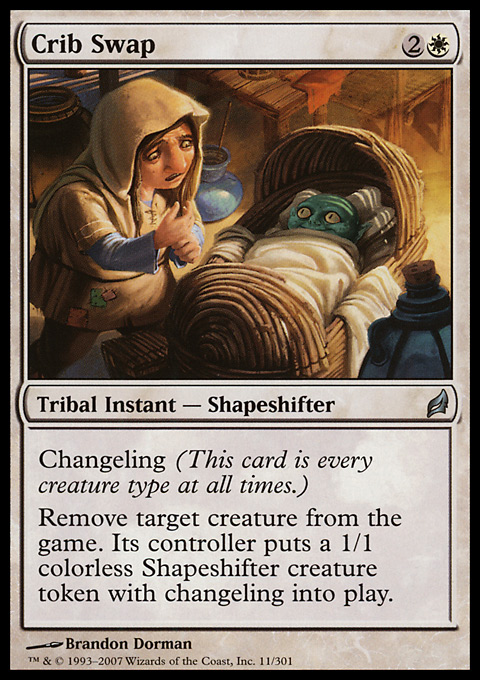 Crib Swap 2
Tribal Instant — Shapeshifter
Changeling (This card is every
creature type at all times.)
Remove target creature from the
game. Its controller puts a 1/1
colorless Shapeshifter creature
token with changeling into play.
Brandon Dorman
™ & © 1993–2007 Wizards of the Coast, Inc. 11/301